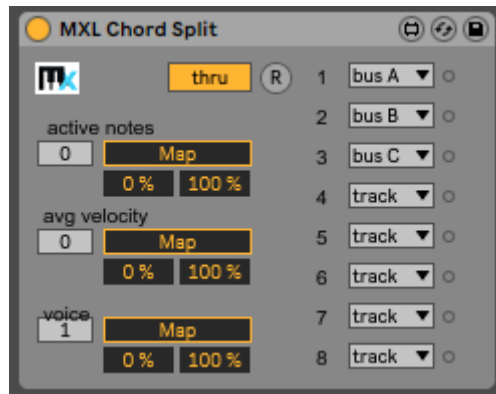 MXL Chord Split
mx
thru R
active notes
0 Map
0 % 100 %
avg velocity
0 Map
0 % 100 %
voice
1 Map
0 % 100 %
1 bus A
2 bus B
3 bus C
4 track
5 track
6 track
7 track
8 track